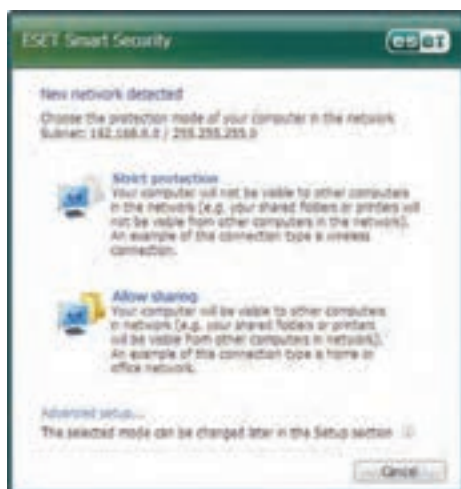 ESET Smart Security
eset
New network detected
Choose the protection mode of your computer in the network
Subnet: 192.168.0.0 / 255.255.255.0
Strict protection
Your computer will not be visible to other computers
in the network (e.g. your shared folders or printers will
not be visible from other computers in the network).
An example of this connection type is wireless
connection.
Allow sharing
Your computer will be visible to other computers
in network (e.g. your shared folders or printers
will be visible from other computers in network).
An example of this connection type is home or
office network.
Advanced setup...
The selected mode can be changed later in the Setup section
Cancel